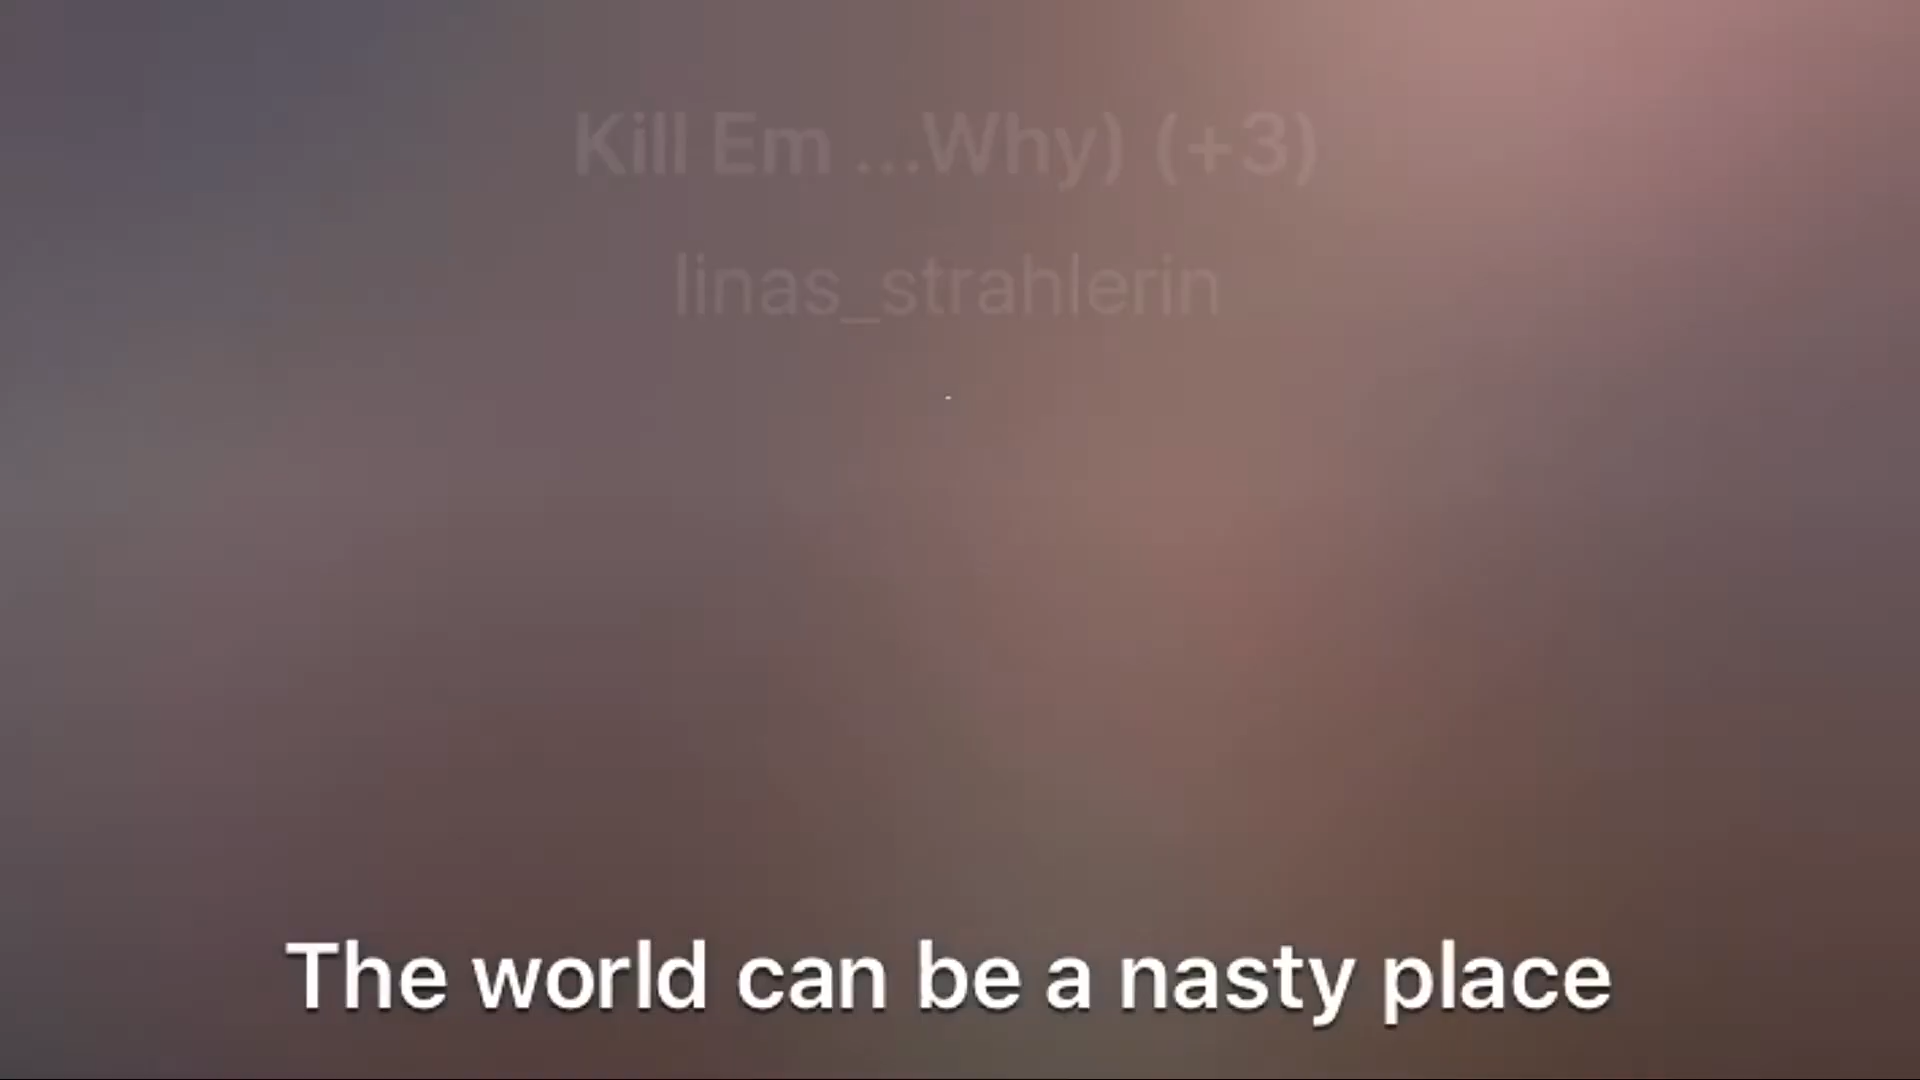 Kill Em ...Why) (+3)
linas_strahlerin
The world can be a nasty place